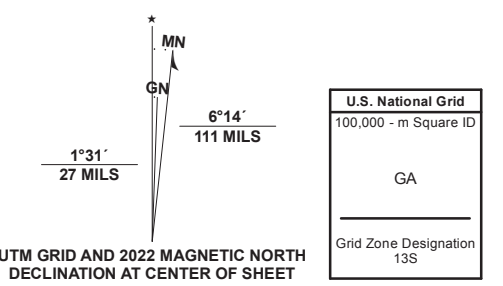 ★
MN
GN
6°14´
111 MILS
1°31´
27 MILS
UTM GRID AND 2022 MAGNETIC NORTH
DECLINATION AT CENTER OF SHEET
U.S. National Grid
100,000 - m Square ID
GA
Grid Zone Designation
13S